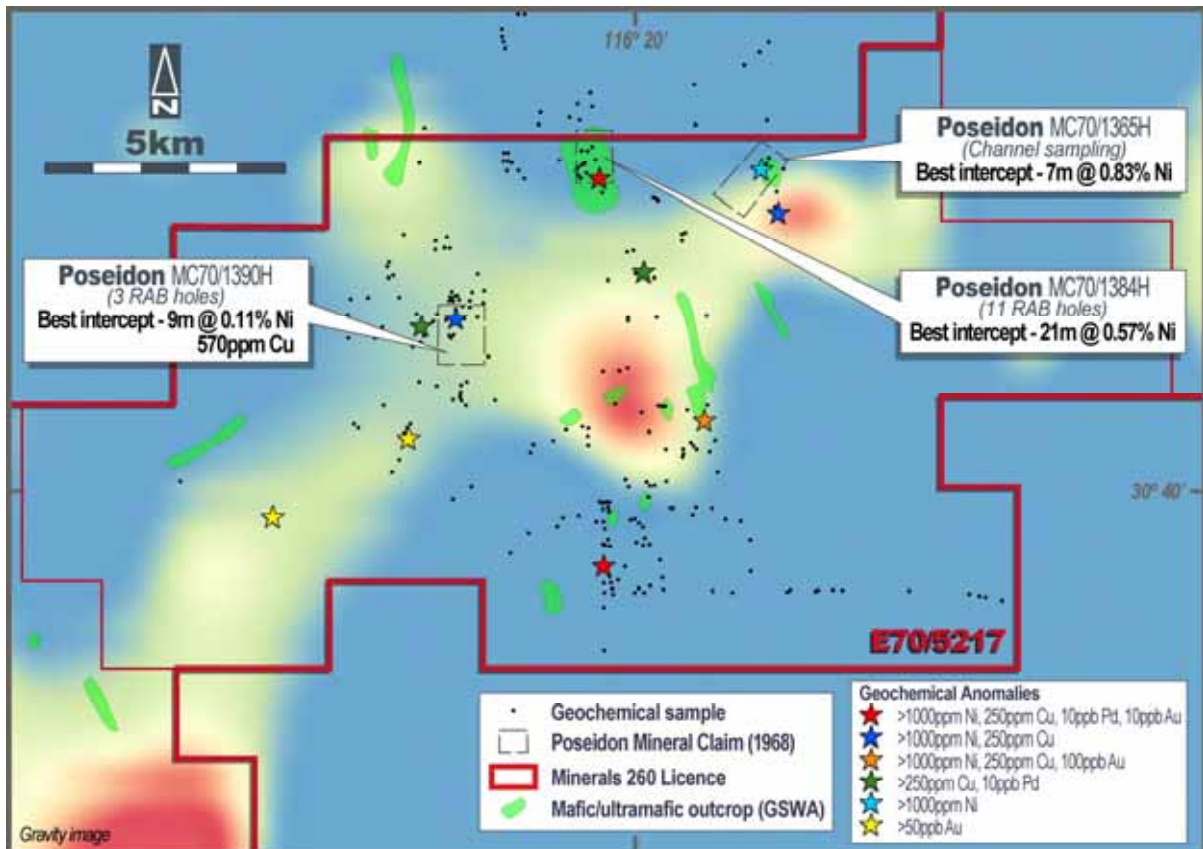 116° 20'
N
5km
Poseidon MC70/1365H
(Channel sampling)
Best intercept - 7m @ 0.83% Ni
Poseidon MC70/1390H
(3 RAB holes)
Best intercept - 9m @ 0.11% Ni
570ppm Cu
Poseidon MC70/1384H
(11 RAB holes)
Best intercept - 21m @ 0.57% Ni
30° 40'
E70/5217
Geochemical sample
Poseidon Mineral Claim (1968)
Minerals 260 Licence
Mafic/ultramafic outcrop (GSWA)
Geochemical Anomalies
>1000ppm Ni, 250ppm Cu, 10ppb Pd, 10ppb Au
>1000ppm Ni, 250ppm Cu
>1000ppm Ni, 250ppm Cu, 100ppb Au
>250ppm Cu, 10ppb Pd
>1000ppm Ni
>50ppb Au
Gravity image